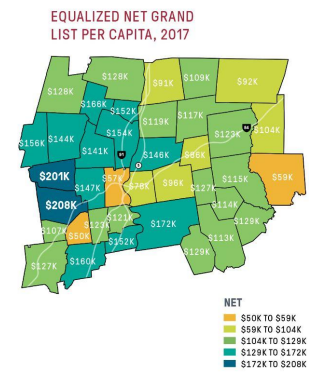 EQUALIZED NET GRAND
LIST PER CAPITA, 2017
$128K
$128K
$91K
$109K
$92K
$166K
$152K
$119K
$117K
$156K
$144K
$154K
$123K
$104K
$141K
$146K
$86K
$201K
$147K
$57K
$78K
$96K
$127K
$115K
$59K
$208K
$114K
$107K
$50K
$123K
$121K
$172K
$129K
$113K
$152K
$129K
$127K
$160K
NET
$50K TO $59K
$59K TO $104K
$104K TO $129K
$129K TO $172K
$172K TO $208K